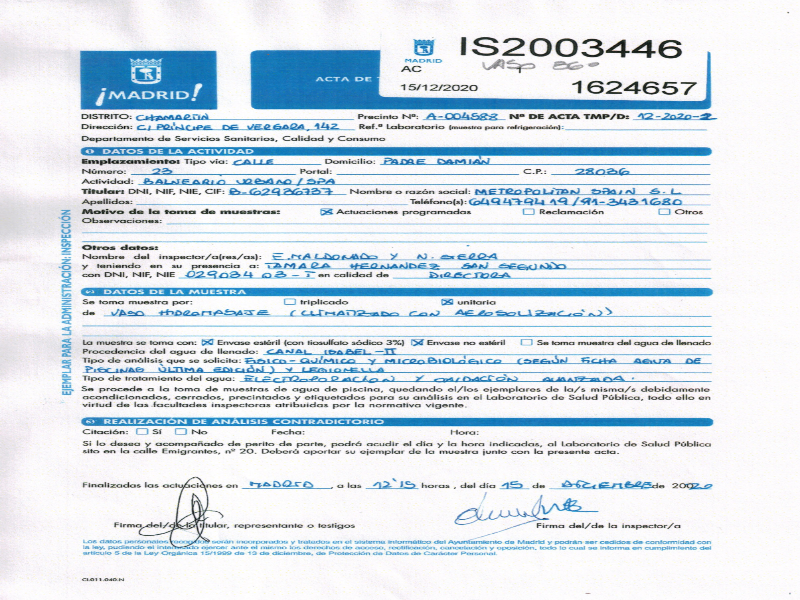 IS2003446
MADRID
AC
VASO 860
15/12/2020
1624657
¡MADRID!
ACTA DE
DISTRITO: CHAMARTIN Precinto Nº: A-004588 Nº DE ACTA TMP/D: 12-2020-2
Dirección: C/ PRÍNCIPE DE VERGARA, 142 Ref.ª Laboratorio (muestra para refrigeración):
Departamento de Servicios Sanitarios, Calidad y Consumo
DATOS DE LA ACTIVIDAD
Emplazamiento: Tipo vía: CALLE Domicilio: PADRE DAMIÁN
Número: 23 Portal: C.P.: 28036
Actividad: BALNEARIO URBANO/SPA
Titular: DNI, NIF, NIE, CIF: B-62936737 Nombre o razón social: METROPOLITAN SPAIN S.L
Apellidos: Teléfono(s): 649479419/91-3431680
Motivo de la toma de muestras: Actuaciones programadas Reclamación Otros
Observaciones:
Otros datos:
Nombre del inspector/a(res/as): E. MALDONADO Y N. SIERRA
y teniendo en su presencia a: TAMARA HERNANDEZ SAN SEGUNDO
con DNI, NIF, NIE 02903403-T en calidad de DIRECTORA
DATOS DE LA MUESTRA
Se toma muestra por: triplicado unitaria
de VASO HIDROMASAJE (CLIMATIZADO CON AEROSOLIZACIÓN)
La muestra se toma con: Envase estéril (con tiosulfato sódico 3%) Envase no estéril Se toma muestra del agua de llenado
Procedencia del agua de llenado: CANAL ISABEL-II
Tipo de análisis que se solicita: FISICO-QUÍMICO Y MICROBIOLÓGICO (SEGÚN FICHA AGUA DE
PISCINAS ÚLTIMA EDICIÓN) Y LEGIONELLA
Tipo de tratamiento del agua: ELECTROPORACION Y OXIDACIÓN AVANZADA.
Se procede a la toma de muestras de agua de piscina, quedando el/los ejemplares de la/s misma/s debidamente
acondicionados, cerrados, precintados y etiquetados para su análisis en el Laboratorio de Salud Pública, todo ello en
virtud de las facultades inspectoras atribuidas por la normativa vigente.
REALIZACIÓN DE ANÁLISIS CONTRADICTORIO
Citación: Sí No Fecha: Hora:
Si lo desea y acompañado de perito de parte, podrá acudir el día y la hora indicadas, al Laboratorio de Salud Pública
sito en la calle Emigrantes, nº 20. Deberá aportar su ejemplar de la muestra junto con la presente acta.
Finalizados las actuaciones en MADRID, a las 12'15 horas, del día 15 de DICIEMBRE de 2020
Firma del/de la titular, representante o testigos Firma del/de la inspector/a
Los datos personales recogidos serán incorporados y tratados en el sistema informático del Ayuntamiento de Madrid y podrán ser cedidos de conformidad con
la ley, pudiendo el interesado ejercer ante el mismo los derechos de acceso, rectificación, cancelación y oposición, todo lo cual se informa en cumplimiento del
artículo 5 de la Ley Orgánica 15/1999 de 13 de diciembre, de Protección de Datos de Carácter Personal.
EJEMPLAR PARA LA ADMINISTRACIÓN: INSPECCIÓN